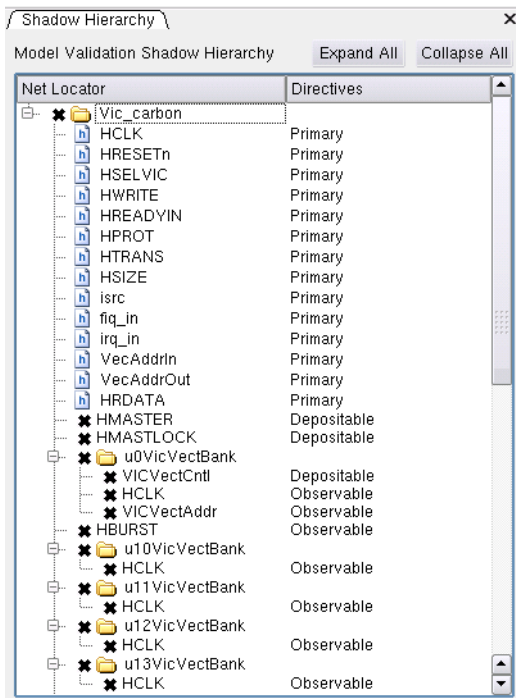 Shadow Hierarchy
Model Validation Shadow Hierarchy Expand All Collapse All
Net Locator Directives
Vic_carbon
HCLK Primary
HRESETn Primary
HSELVIC Primary
HWRITE Primary
HREADYIN Primary
HPROT Primary
HTRANS Primary
HSIZE Primary
isrc Primary
fiq_in Primary
irq_in Primary
VecAddrIn Primary
VecAddrOut Primary
HRDATA Primary
HMASTER Depositable
HMASTLOCK Depositable
u0VicVectBank
VICVectCntl Depositable
HCLK Observable
VICVectAddr Observable
HBURST Observable
u10VicVectBank
HCLK Observable
u11VicVectBank
HCLK Observable
u12VicVectBank
HCLK Observable
u13VicVectBank
HCLK Observable